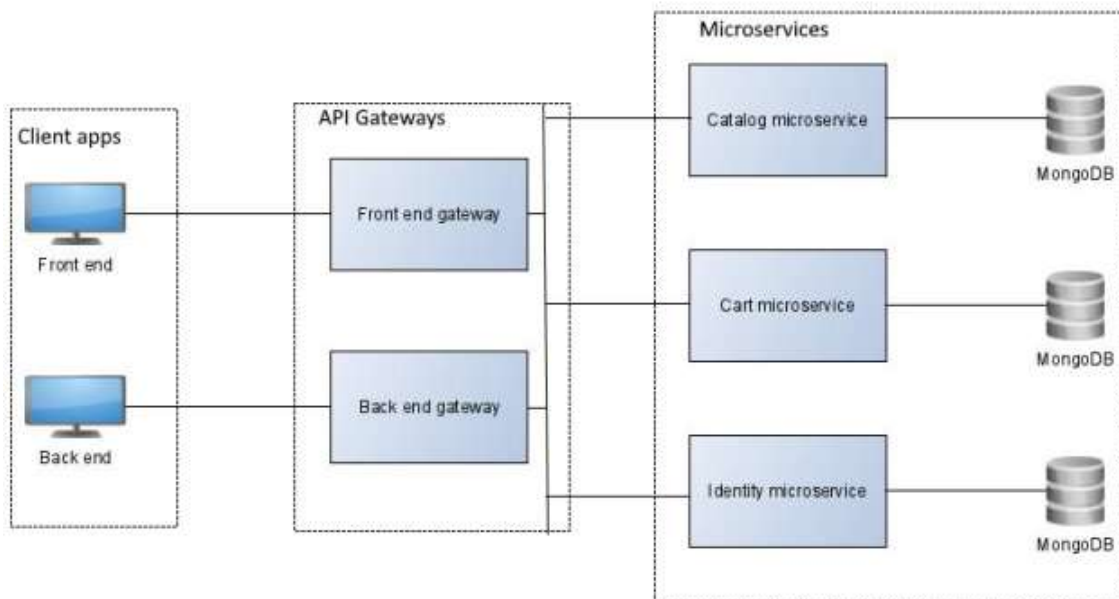 Microservices
Client apps
API Gateways
Catalog microservice
MongoDB
Front end gateway
Front end
Cart microservice
MongoDB
Back end gateway
Back end
Identity microservice
MongoDB